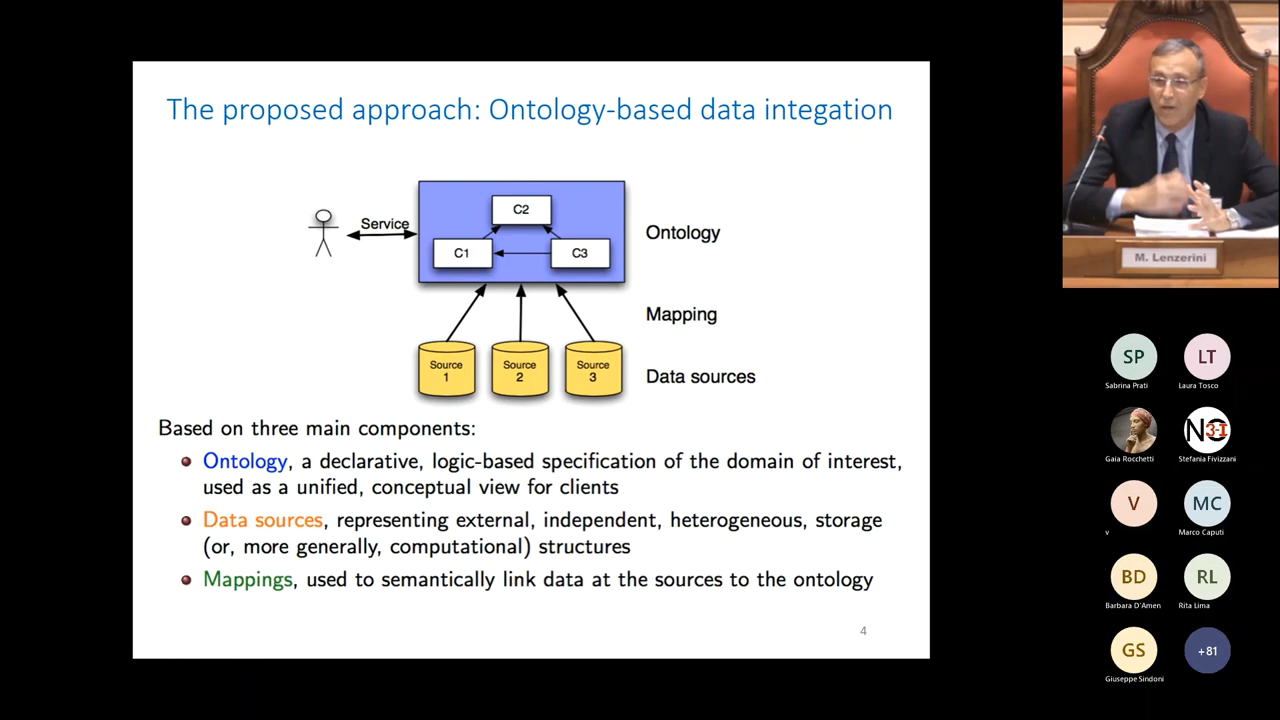 The proposed approach: Ontology-based data integation
Service
C2
C1
C3
Ontology
Mapping
Source
1
Source
2
Source
3
Data sources
Based on three main components:
Ontology, a declarative, logic-based specification of the domain of interest,
used as a unified, conceptual view for clients
Data sources, representing external, independent, heterogeneous, storage
(or, more generally, computational) structures
Mappings, used to semantically link data at the sources to the ontology
4
M. Lenzerini
SP
Sabrina Prati
LT
Laura Tosco
Gaia Rocchetti
NO
3-I
Stefania Fivizzani
V
v
MC
Marco Caputi
BD
Barbara D'Amen
RL
Rita Lima
GS
Giuseppe Sindoni
+81